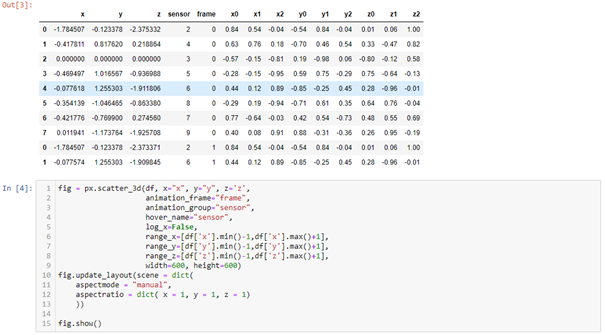 Out[3]:
x y z sensor frame x0 x1 x2 y0 y1 y2 z0 z1 z2
0 -1.784507 -0.123378 -2.375332 2 0 0.84 0.54 -0.04 -0.54 0.84 -0.04 0.01 0.06 1.00
1 -0.417811 0.817620 0.218864 4 0 0.63 0.76 0.18 -0.70 0.46 0.54 0.33 -0.47 0.82
2 0.000000 0.000000 0.000000 3 0 -0.57 -0.15 -0.81 0.19 -0.98 0.06 -0.80 -0.12 0.58
3 -0.469497 1.016567 -0.936988 5 0 -0.28 -0.15 -0.95 0.59 0.75 -0.29 0.75 -0.64 -0.13
4 -0.077618 1.255303 -1.911806 6 0 0.44 0.12 0.89 -0.85 -0.25 0.45 0.28 -0.96 -0.01
5 -0.354139 -1.046465 -0.863380 8 0 -0.29 0.19 -0.94 -0.71 0.61 0.35 0.64 0.76 -0.04
6 -0.421776 -0.769900 0.274560 7 0 0.77 -0.64 -0.03 0.42 0.54 -0.73 0.48 0.55 0.69
7 0.011941 -1.173764 -1.925708 9 0 0.40 0.08 0.91 0.88 -0.31 -0.36 0.26 0.95 -0.19
0 -1.784507 -0.123378 -2.373371 2 1 0.84 0.54 -0.04 -0.54 0.84 -0.04 0.01 0.06 1.00
1 -0.077574 1.255303 -1.909845 6 1 0.44 0.12 0.89 -0.85 -0.25 0.45 0.28 -0.96 -0.01
In [4]:
1 fig = px.scatter_3d(df, x="x", y="y", z='z',
2 animation_frame="frame",
3 animation_group="sensor",
4 hover_name="sensor",
5 log_x=False,
6 range_x=[df['x'].min()-1,df['x'].max()+1],
7 range_y=[df['y'].min()-1,df['y'].max()+1],
8 range_z=[df['z'].min()-1,df['z'].max()+1],
9 width=600, height=600)
10 fig.update_layout(scene = dict(
11 aspectmode = "manual",
12 aspectratio = dict( x = 1, y = 1, z = 1)
13 ))
14
15 fig.show()